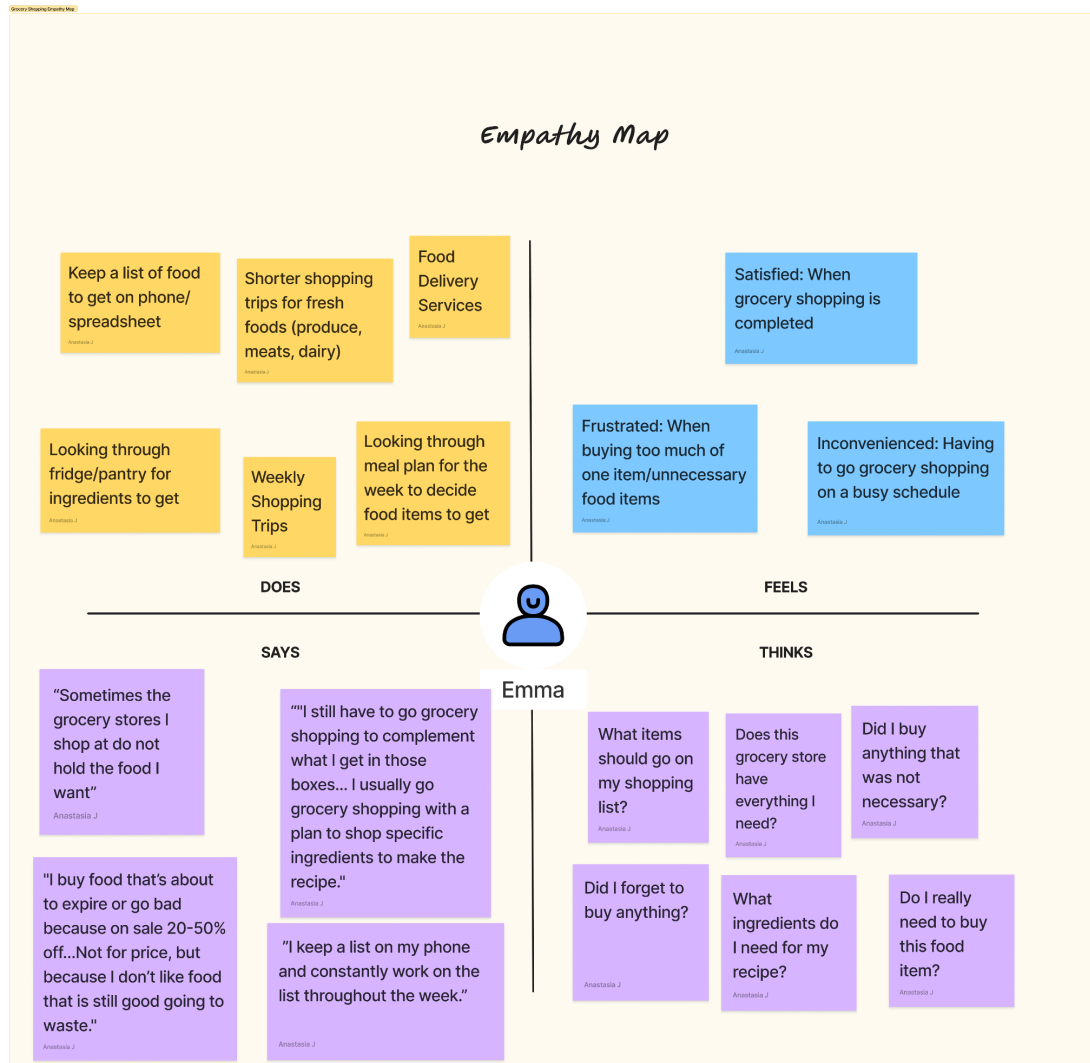 Grocery Shopping Empathy Map
Empathy Map
Keep a list of food
to get on phone/
spreadsheet
Anastasia J
Shorter shopping
trips for fresh
foods (produce,
meats, dairy)
Anastasia J
Food
Delivery
Services
Anastasia J
Looking through
fridge/pantry for
ingredients to get
Anastasia J
Weekly
Shopping
Trips
Anastasia J
Looking through
meal plan for the
week to decide
food items to get
Anastasia J
DOES
Satisfied: When
grocery shopping is
completed
Anastasia J
Frustrated: When
buying too much of
one item/unnecessary
food items
Anastasia J
Inconvenienced: Having
to go grocery shopping
on a busy schedule
Anastasia J
FEELS
Emma
SAYS
“Sometimes the
grocery stores I
shop at do not
hold the food I
want”
Anastasia J
“"I still have to go grocery
shopping to complement
what I get in those
boxes... I usually go
grocery shopping with a
plan to shop specific
ingredients to make the
recipe."
Anastasia J
"I buy food that’s about
to expire or go bad
because on sale 20-50%
off...Not for price, but
because I don’t like food
that is still good going to
waste."
Anastasia J
”I keep a list on my phone
and constantly work on the
list throughout the week.”
Anastasia J
THINKS
What items
should go on
my shopping
list?
Anastasia J
Does this
grocery store
have
everything I
need?
Anastasia J
Did I buy
anything that
was not
necessary?
Anastasia J
Did I forget to
buy anything?
Anastasia J
What
ingredients do
I need for my
recipe?
Anastasia J
Do I really
need to buy
this food
item?
Anastasia J